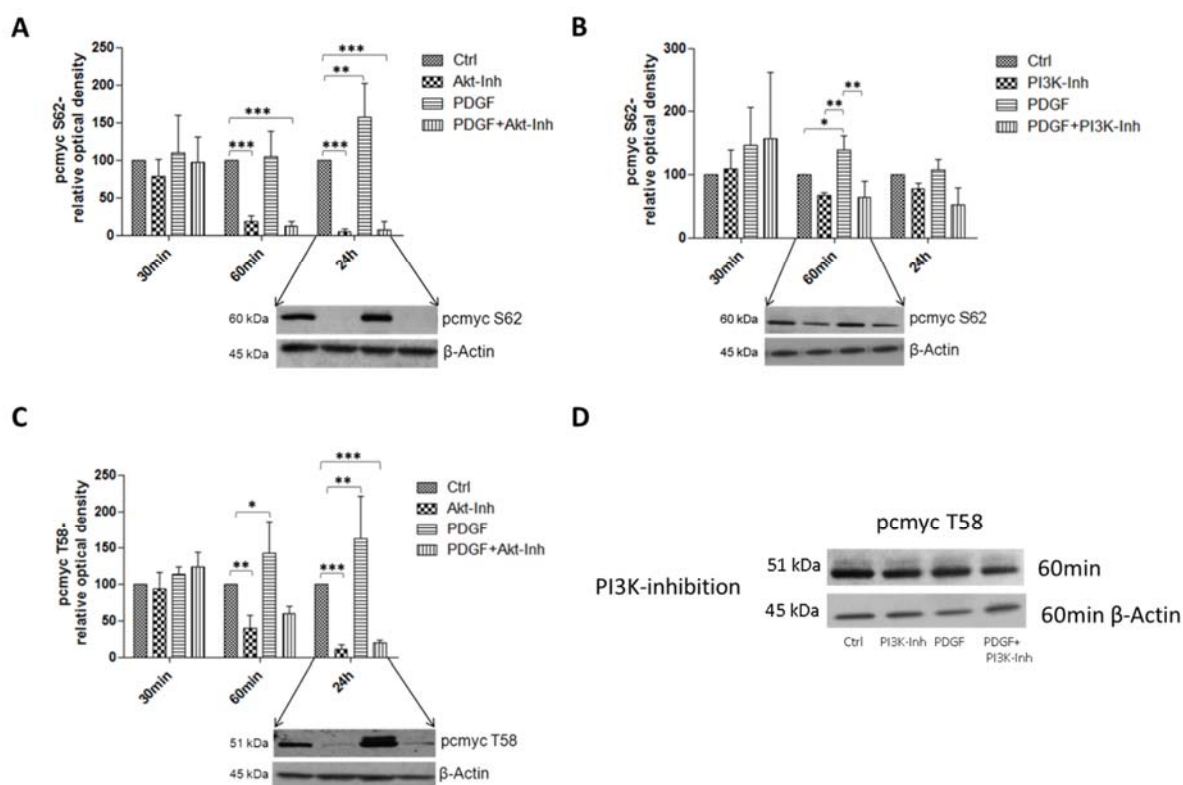 A
pcmyc S62-
relative optical density
250
200
150
100
50
0
***
***
***
***
**
***
30min
60min
24h
Ctrl
Akt-Inh
PDGF
PDGF+Akt-Inh
60 kDa
pcmyc S62
45 kDa
β-Actin
B
pcmyc S62-
relative optical density
300
200
100
0
*
**
**
30min
60min
24h
Ctrl
PI3K-Inh
PDGF
PDGF+PI3K-Inh
60 kDa
pcmyc S62
45 kDa
β-Actin
C
pcmyc T58-
relative optical density
250
200
150
100
50
0
**
*
***
**
***
30min
60min
24h
Ctrl
Akt-Inh
PDGF
PDGF+Akt-Inh
51 kDa
pcmyc T58
45 kDa
β-Actin
D
pcmyc T58
PI3K-inhibition
51 kDa
60min
45 kDa
60min β-Actin
Ctrl PI3K-Inh PDGF PDGF+
PI3K-Inh